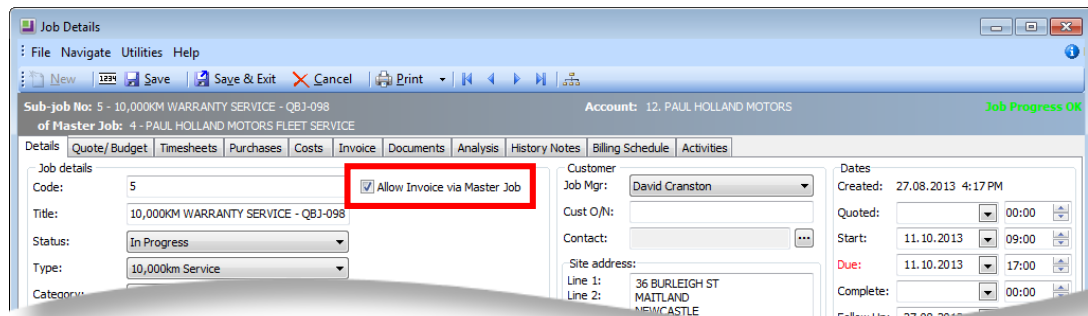 Job Details
File Navigate Utilities Help
New 1234 Save Save & Exit Cancel Print
Sub-job No: 5 - 10,000KM WARRANTY SERVICE - QBJ-098 Account: 12. PAUL HOLLAND MOTORS Job Progress OK
of Master Job: 4 - PAUL HOLLAND MOTORS FLEET SERVICE
Details Quote/Budget Timesheets Purchases Costs Invoice Documents Analysis History Notes Billing Schedule Activities
Job details Customer Dates
Code: 5 Allow Invoice via Master Job Job Mgr: David Cranston Created: 27.08.2013 4:17 PM
Title: 10,000KM WARRANTY SERVICE - QBJ-098 Cust O/N: Quoted: 00:00
Status: In Progress Contact: ... Start: 11.10.2013 09:00
Type: 10,000km Service Site address: Due: 11.10.2013 17:00
Category: Line 1: 36 BURLEIGH ST Complete: 00:00
Line 2: MAITLAND
NEWCASTLE